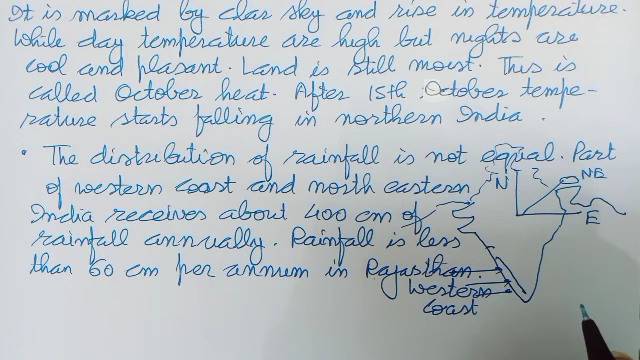 It is marked by clear sky and rise in temperature.
While day temperature are high but nights are
cool and plasant. Land is still moist. This is
called October heat. After 15th October tempe-
rature starts falling in northern India.
• The distribution of rainfall is not equal. Part
of western coast and north eastern
India receives about 400 cm of
rainfall annually. Rainfall is less
than 60 cm per annum in Rajasthan.
N
NE
E
Western
Coast